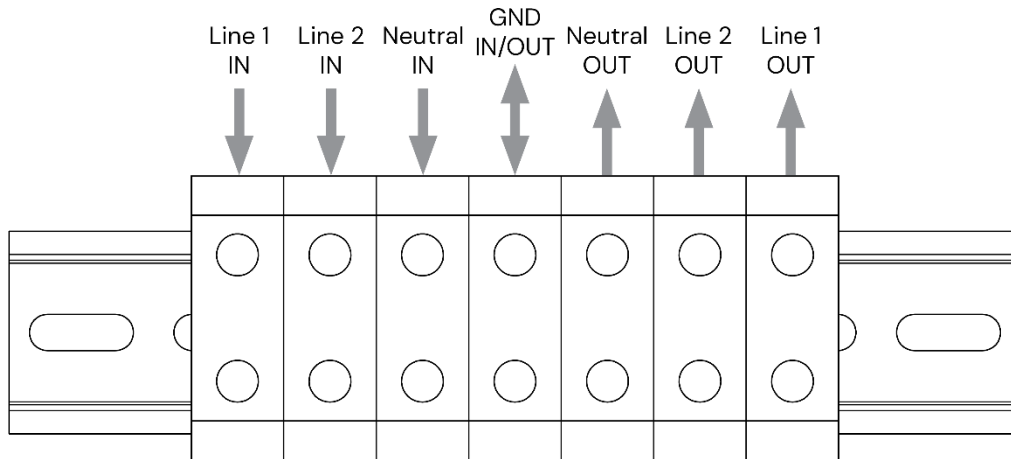 Line 1
IN
Line 2
IN
Neutral
IN
GND
IN/OUT
Neutral
OUT
Line 2
OUT
Line 1
OUT